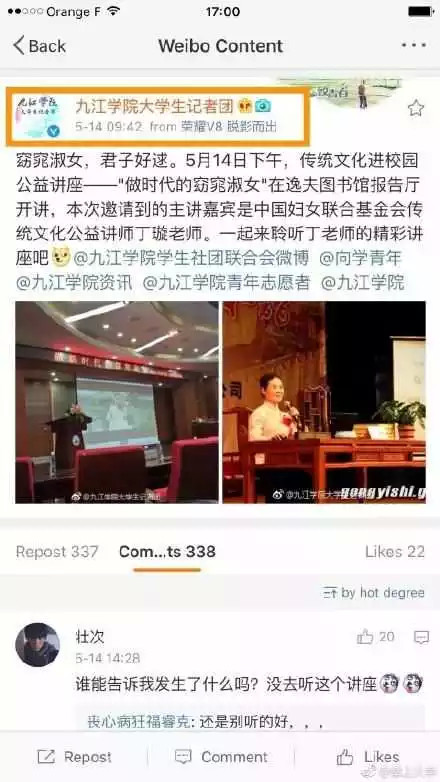 Orange F
17:00
Back
Weibo Content
九江学院
九江学院大学生记者团
5-14 09:42 from 荣耀V8 脱影而出
窈窕淑女，君子好逑。5月14日下午，传统文化进校园
公益讲座——"做时代的窈窕淑女"在逸夫图书馆报告厅
开讲，本次邀请到的主讲嘉宾是中国妇女联合基金会传
统文化公益讲师丁璇老师。一起来聆听丁老师的精彩讲
座吧 @九江学院学生社团联合会微博 @向学青年
@九江学院资讯 @九江学院青年志愿者 @九江学院
@九江学院大学生记者团
公司
gongyishi.g
Repost 337
Com...ts 338
Likes 22
by hot degree
壮次
20
5-14 14:28
谁能告诉我发生了什么吗？没去听这个讲座
丧心病狂福睿克: 还是别听的好，，，
Repost
Comment
Likes